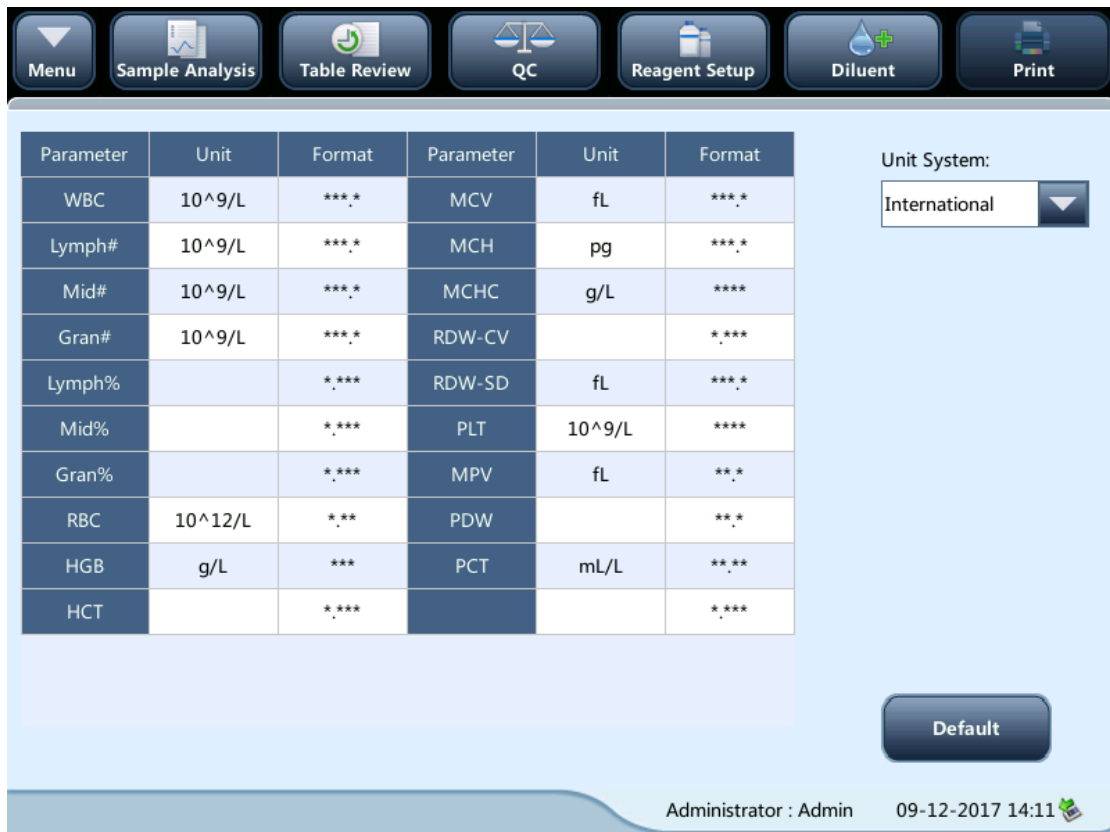 Menu Sample Analysis Table Review QC Reagent Setup Diluent Print
Parameter Unit Format Parameter Unit Format
WBC 10^9/L ***.* MCV fL ***.*
Lymph# 10^9/L ***.* MCH pg ***.*
Mid# 10^9/L ***.* MCHC g/L ****
Gran# 10^9/L ***.* RDW-CV *.***
Lymph% *.*** RDW-SD fL ***.*
Mid% *.*** PLT 10^9/L ****
Gran% *.*** MPV fL **.*
RBC 10^12/L *.** PDW **.*
HGB g/L *** PCT mL/L **.**
HCT *.*** *.***
Unit System:
International
Default
Administrator : Admin 09-12-2017 14:11